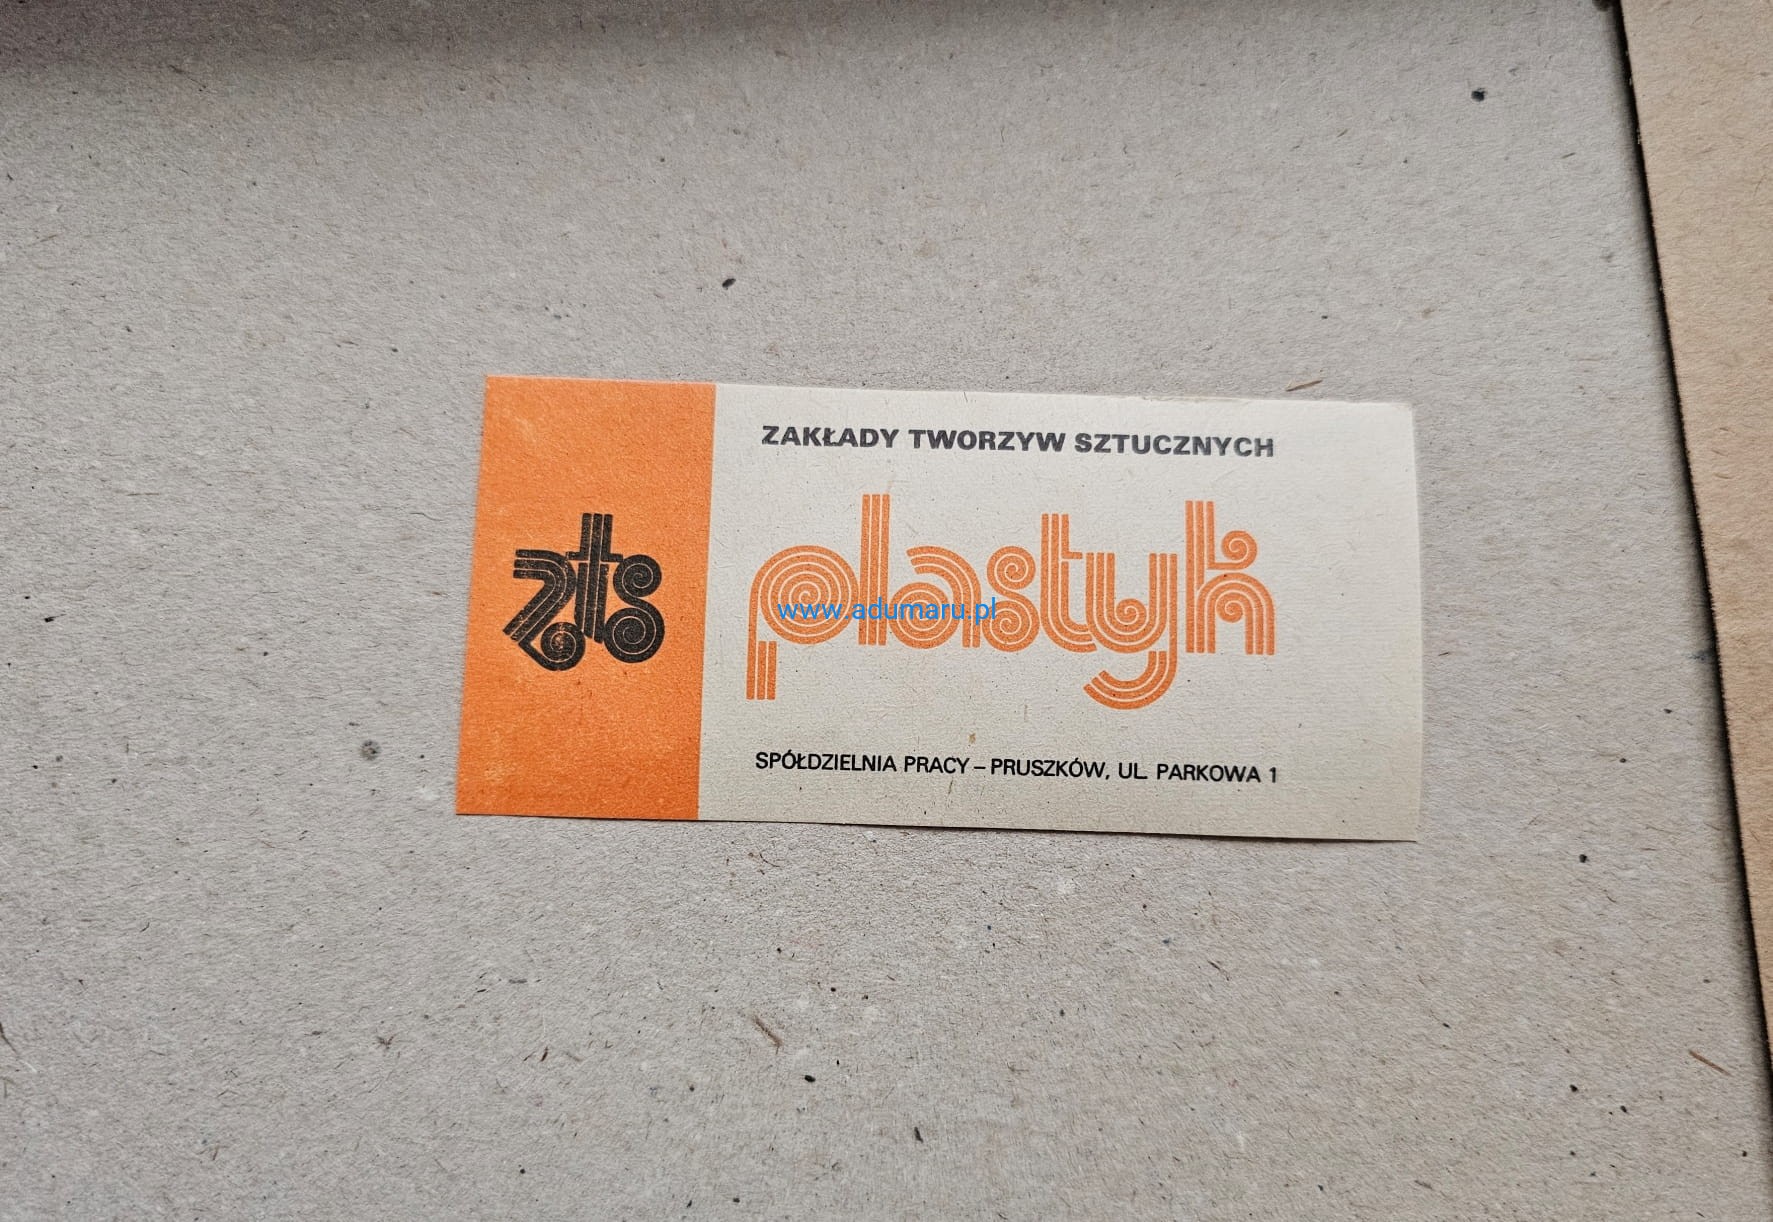 ZAKŁADY TWORZYW SZTUCZNYCH
zts
plastyk
www.adumaru.pl
SPÓŁDZIELNIA PRACY – PRUSZKÓW, UL. PARKOWA 1